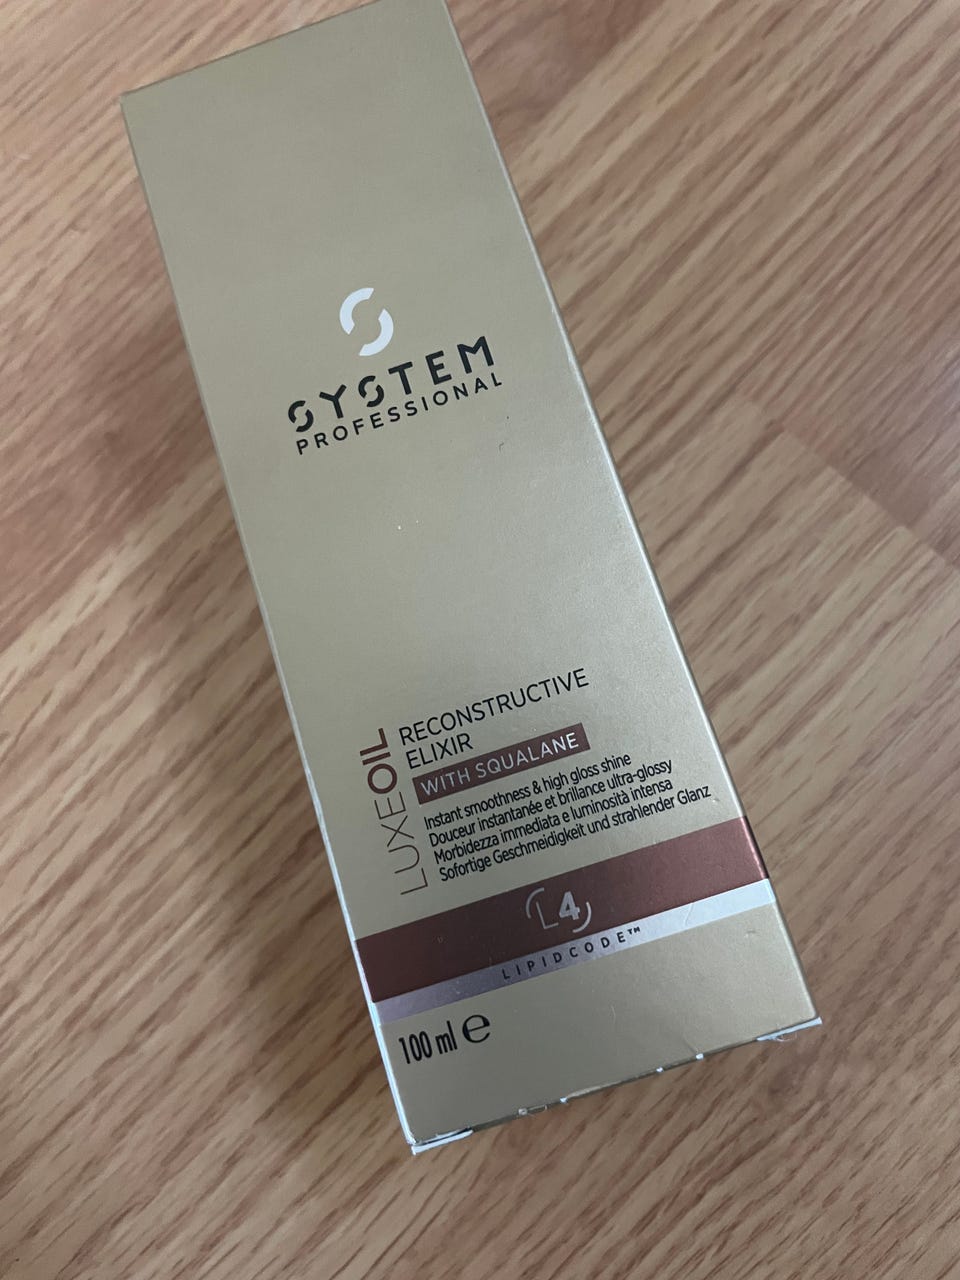 SYSTEM
PROFESSIONAL
LUXEOIL
RECONSTRUCTIVE
ELIXIR
WITH SQUALANE
Instant smoothness & high gloss shine
Douceur instantanée et brillance ultra-glossy
Morbidezza immediata e luminosità intensa
Sofortige Geschmeidigkeit und strahlender Glanz
L4
LIPIDCODE™
100 ml ℮